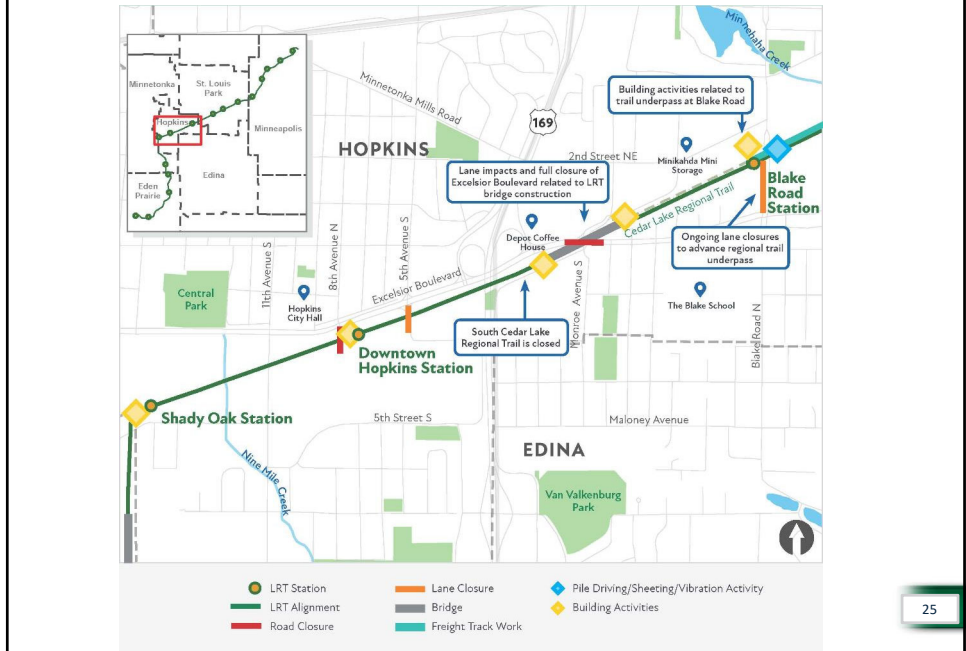 Minnehaha Creek
Minnetonka
St. Louis
Park
Hopkins
Minneapolis
Edina
Eden
Prairie
Minnetonka Mills Road
169
HOPKINS
Building activities related to
trail underpass at Blake Road
2nd Street NE
Minikahda Mini
Storage
Lane impacts and full closure of
Excelsior Boulevard related to LRT
bridge construction
Blake
Road
Station
Cedar Lake Regional Trail
Depot Coffee
House
Ongoing lane closures
to advance regional trail
underpass
11th Avenue S
8th Avenue N
5th Avenue S
Excelsior Boulevard
Monroe Avenue S
Central
Park
Hopkins
City Hall
The Blake School
Blake Road N
South Cedar Lake
Regional Trail is closed
Downtown
Hopkins Station
Shady Oak Station
5th Street S
Maloney Avenue
EDINA
Nine Mile Creek
Van Valkenburg
Park
LRT Station
LRT Alignment
Road Closure
Lane Closure
Bridge
Freight Track Work
Pile Driving/Sheeting/Vibration Activity
Building Activities
25